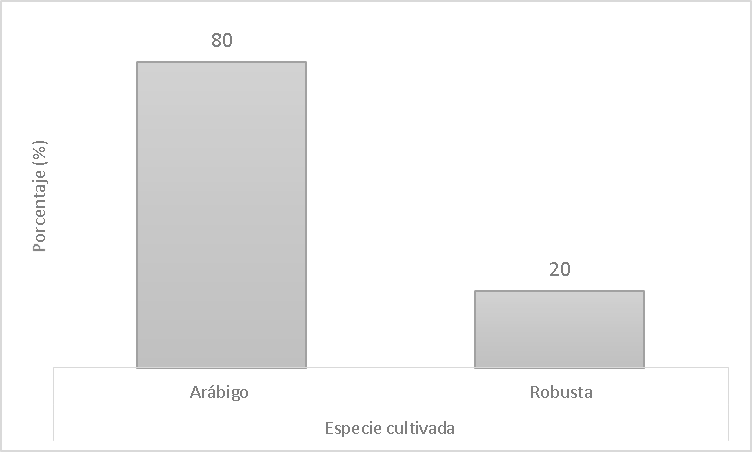 80
20
Porcentaje (%)
Arábigo
Robusta
Especie cultivada